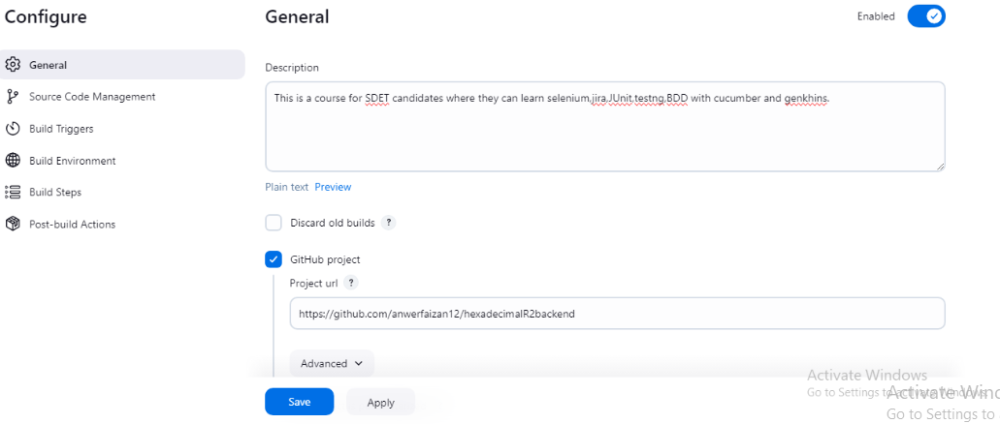 Configure
General
Source Code Management
Build Triggers
Build Environment
Build Steps
Post-build Actions
General
Enabled
Description
This is a course for SDET candidates where they can learn selenium,jira,JUnit,testng,BDD with cucumber and genkhins.
Plain text Preview
Discard old builds ?
GitHub project
Project url ?
https://github.com/anwerfaizan12/hexadecimalR2backend
Advanced
Save Apply
Activate Windows
Go to Settings to activate Windows.
Activate Wind
Go to Settings to